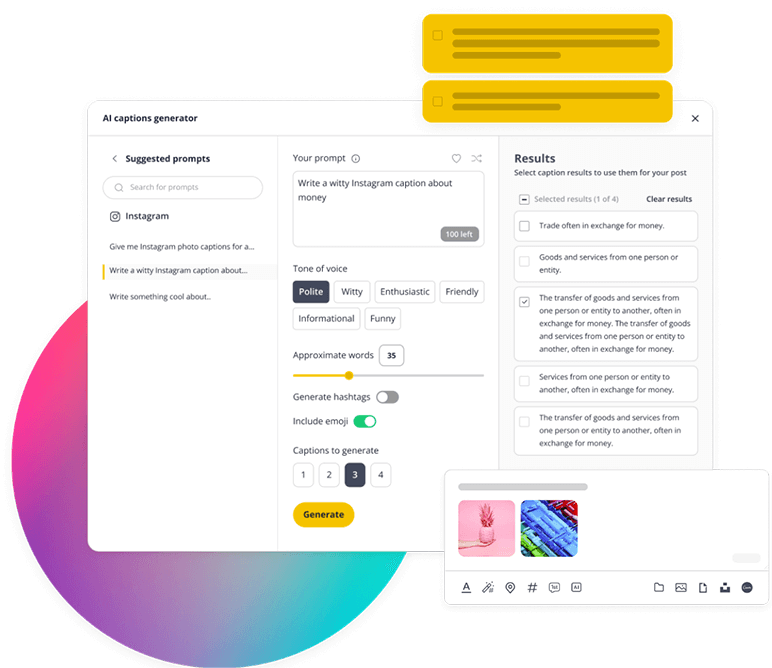 AI captions generator
Suggested prompts
Search for prompts
Instagram
Give me Instagram photo captions for a...
Write a witty Instagram caption about...
Write something cool about..
Your prompt
Write a witty Instagram caption about
money
100 left
Tone of voice
Polite
Witty
Enthusiastic
Friendly
Informational
Funny
Approximate words
35
Generate hashtags
Include emoji
Captions to generate
1
2
3
4
Generate
Results
Select caption results to use them for your post
Selected results (1 of 4)
Clear results
Trade often in exchange for money.
Goods and services from one person or
entity.
The transfer of goods and services from
one person or entity to another, often in
exchange for money. The transfer of goods
and services from one person or entity to
another, often in exchange for money.
Services from one person or entity to
another, often in exchange for money.
The transfer of goods and services from
one person or entity to another, often in
exchange for money.
A
#
1st
AI